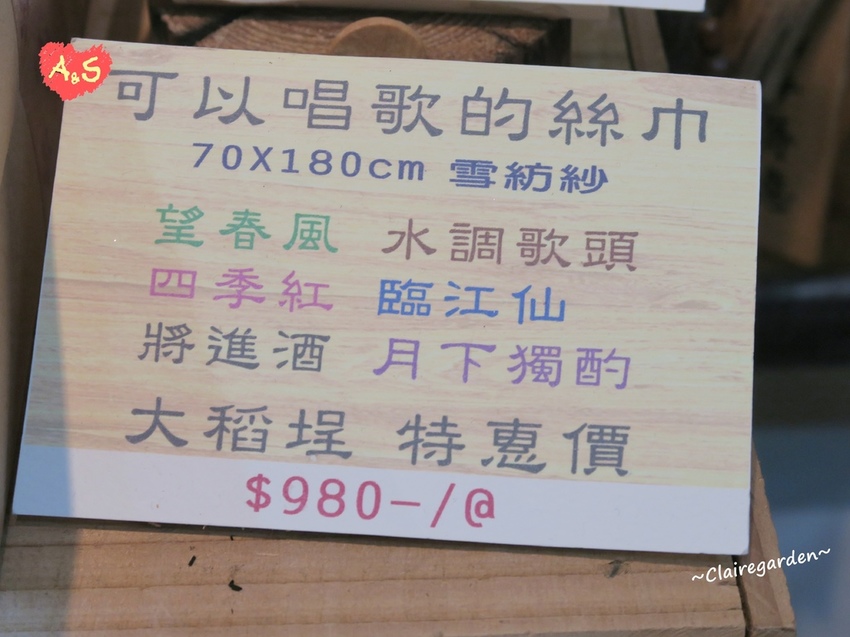 A&S
可以唱歌的絲巾
70X180cm 雪紡紗
望春風 水調歌頭
四季紅 臨江仙
將進酒 月下獨酌
大稻埕 特惠價
$980-/@
~Clairegarden~